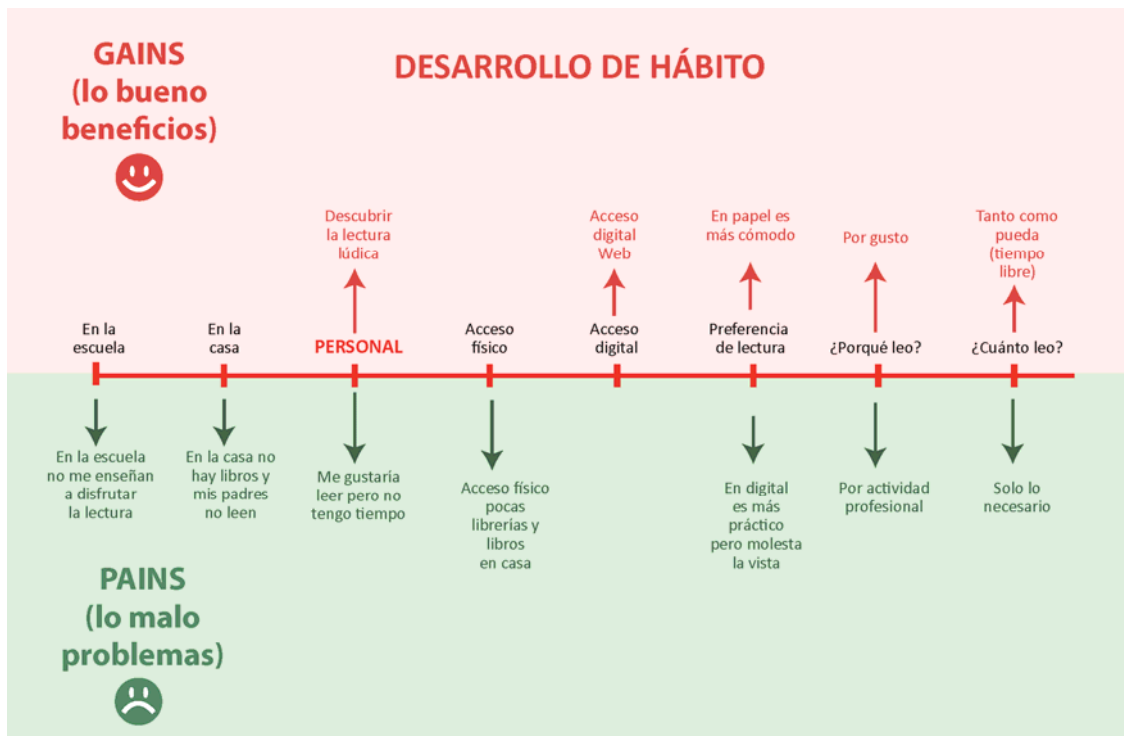 GAINS
(lo bueno
beneficios)
DESARROLLO DE HÁBITO
Descubrir
la lectura
lúdica
Acceso
digital
Web
En papel es
más cómodo
Por gusto
Tanto como
pueda
(tiempo
libre)
En la
escuela
En la
casa
PERSONAL
Acceso
físico
Acceso
digital
Preferencia
de lectura
¿Porqué leo?
¿Cuánto leo?
En la escuela
no me enseñan
a disfrutar
la lectura
En la casa no
hay libros y
mis padres
no leen
Me gustaría
leer pero no
tengo tiempo
Acceso físico
pocas
librerías y
libros
en casa
En digital
es más
práctico
pero molesta
la vista
Por actividad
profesional
Solo lo
necesario
PAINS
(lo malo
problemas)